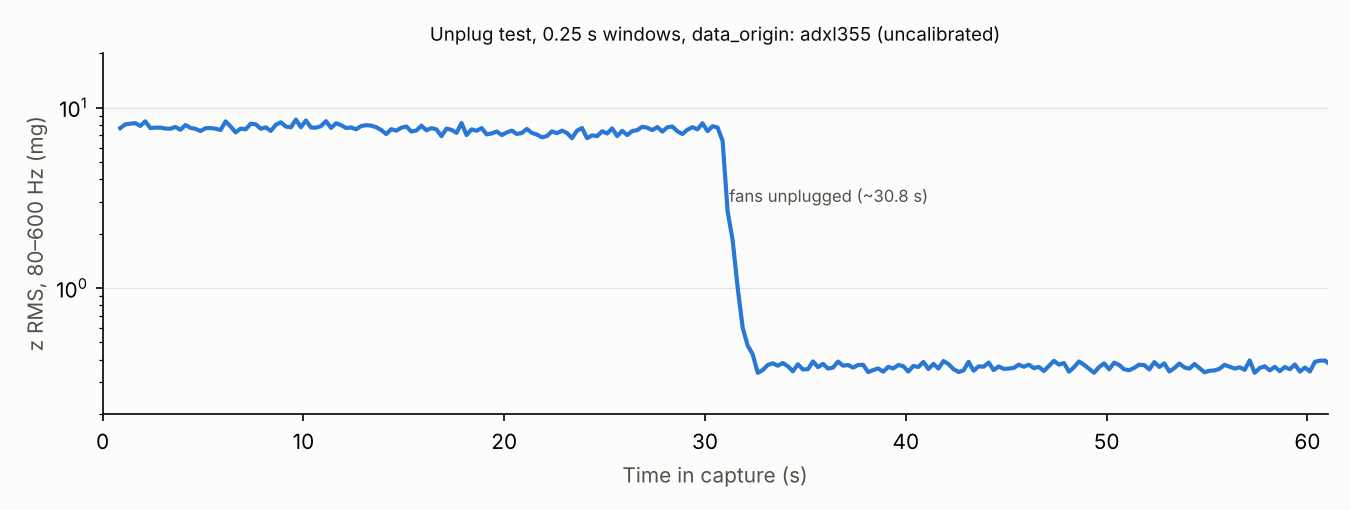 Unplug test, 0.25 s windows, data_origin: adxl355 (uncalibrated)
z RMS, 80–600 Hz (mg)
10¹
10⁰
fans unplugged (~30.8 s)
0 10 20 30 40 50 60
Time in capture (s)